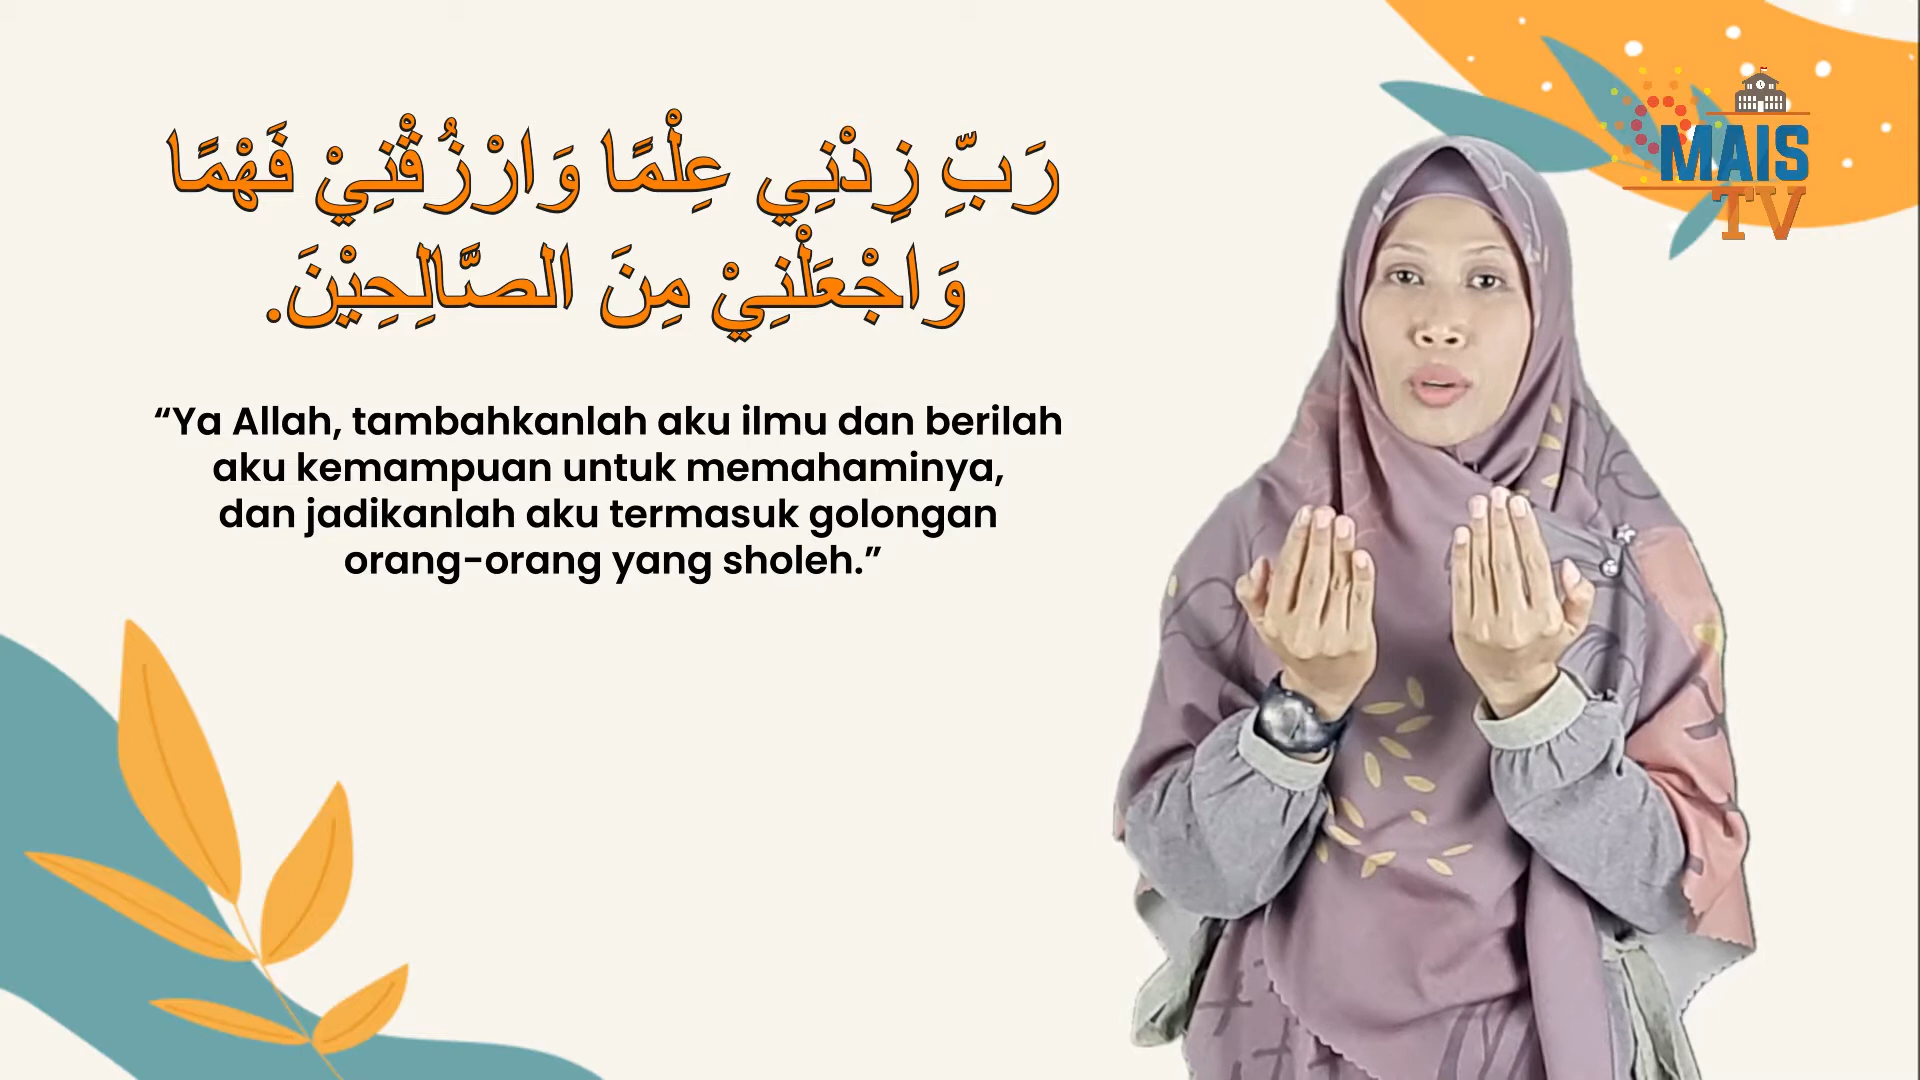 رَبِّ زِدْنِي عِلْمًا وَارْزُقْنِيْ فَهْمًا
وَاجْعَلْنِيْ مِنَ الصَّالِحِيْنَ.
“Ya Allah, tambahkanlah aku ilmu dan berilah
aku kemampuan untuk memahaminya,
dan jadikanlah aku termasuk golongan
orang-orang yang sholeh.”
MAIS
TV